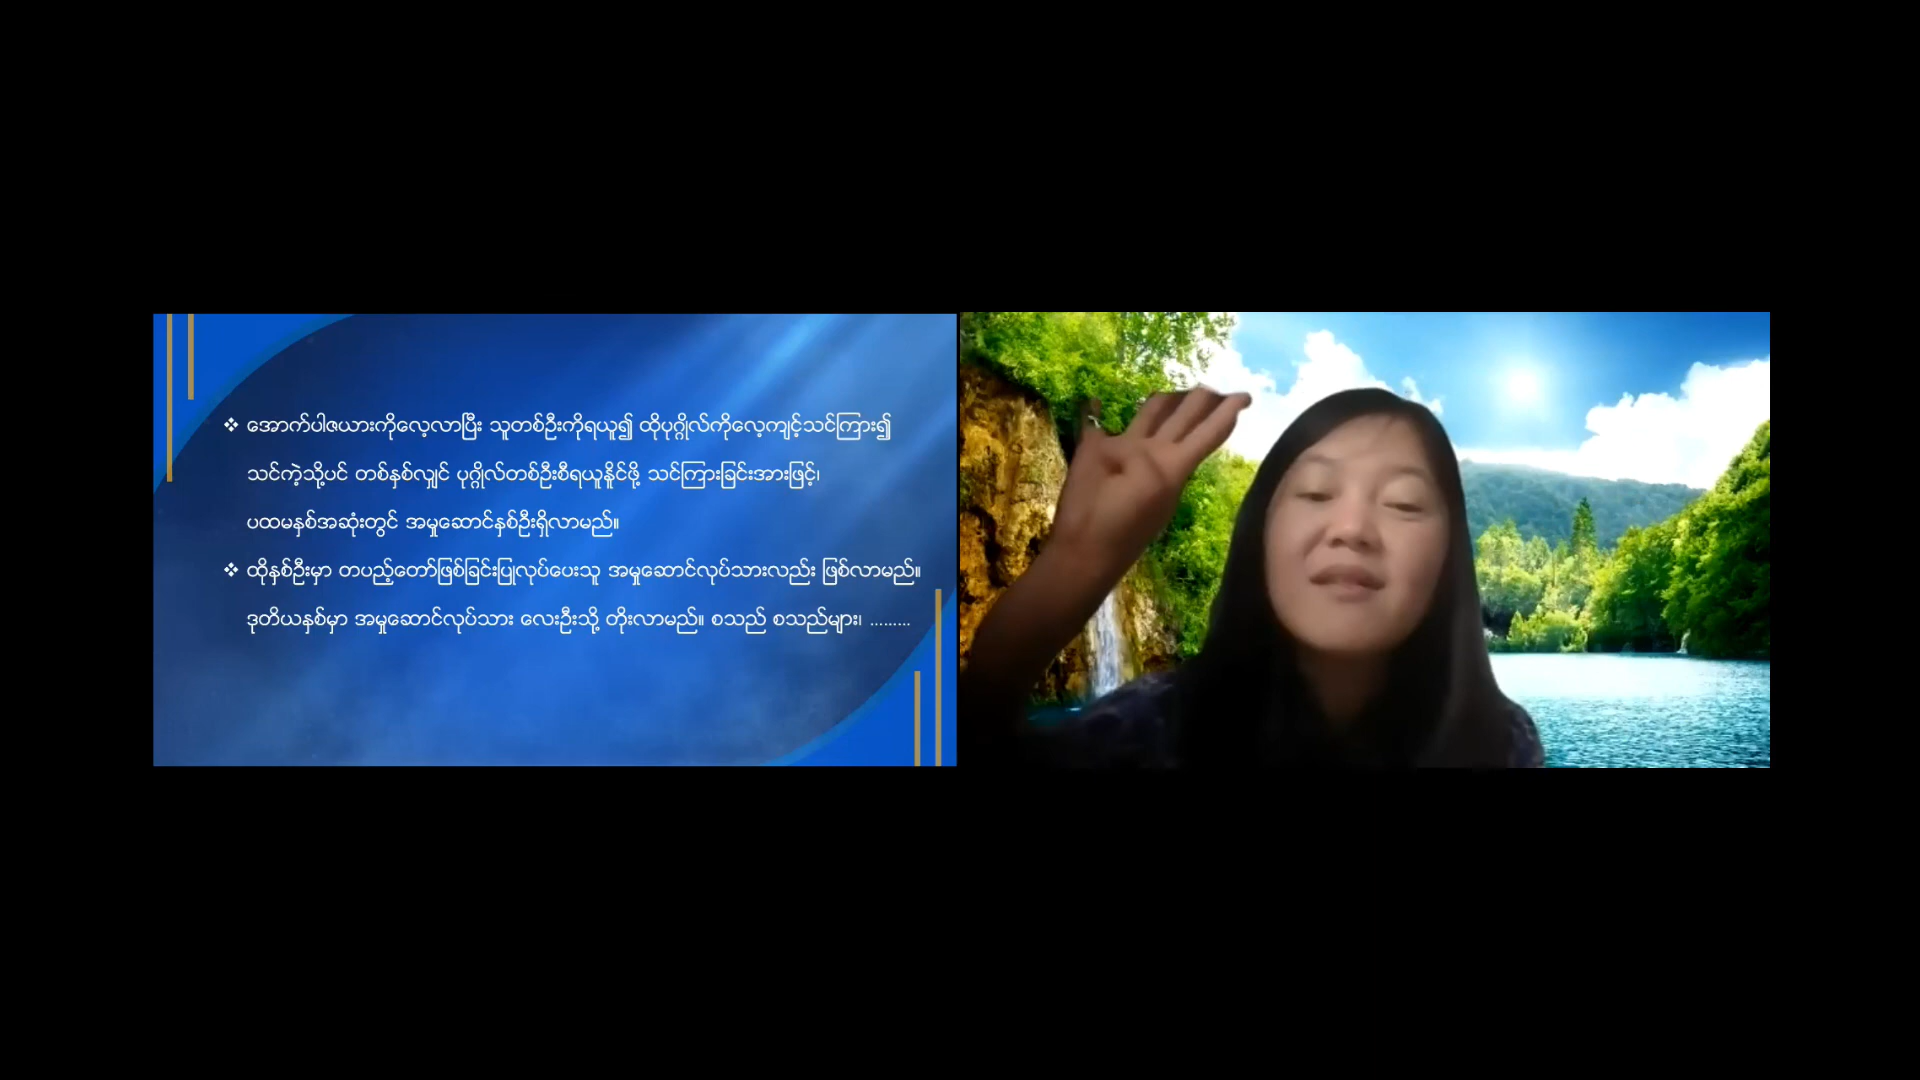 ❖ အောက်ပါဇယားကိုလေ့လာပြီး သူတစ်ဦးကိုရယူ၍ ထိုပုဂ္ဂိုလ်ကိုလေ့ကျင့်သင်ကြား၍
သင်ကဲ့သို့ပင် တစ်နှစ်လျှင် ပုဂ္ဂိုလ်တစ်ဦးစီရယူနိုင်ဖို့ သင်ကြားခြင်းအားဖြင့်၊
ပထမနှစ်အဆုံးတွင် အမှုဆောင်နှစ်ဦးရှိလာမည်။
❖ ထိုနှစ်ဦးမှာ တပည့်တော်ဖြစ်ခြင်းပြုလုပ်ပေးသူ အမှုဆောင်လုပ်သားလည်း ဖြစ်လာမည်။
ဒုတိယနှစ်မှာ အမှုဆောင်လုပ်သား လေးဦးသို့ တိုးလာမည်။ စသည် စသည်များ၊ .........